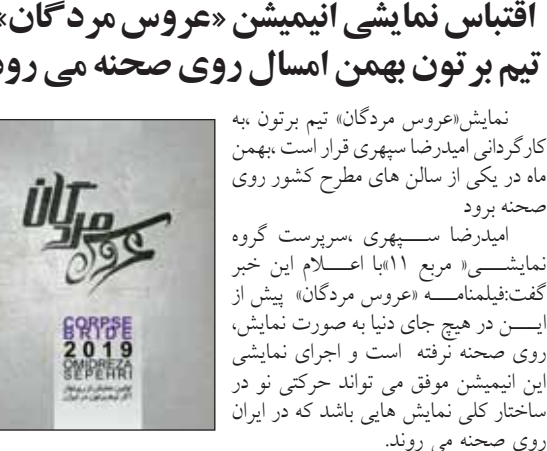 اقتباس نمایشی انیمیشن «عروس مردگان»
تیم برتون بهمن امسال روی صحنه می رود
نمایش«عروس مردگان» تیم برتون ،به
کارگردانی امیدرضا سپهری قرار است ،بهمن
ماه در یکی از سالن های مطرح کشور روی
صحنه برود
امیدرضا سپهری ،سرپرست گروه
نمایشی« مربع ۱۱»با اعلام این خبر
گفت:فیلمنامه «عروس مردگان» پیش از
این در هیچ جای دنیا به صورت نمایش،
روی صحنه نرفته است و اجرای نمایشی
این انیمیشن موفق می تواند حرکتی نو در
ساختار کلی نمایش هایی باشد که در ایران
روی صحنه می روند.
عروس مردگان
CORPSE
BRIDE
2019
OMIDREZA
SEPEHRI